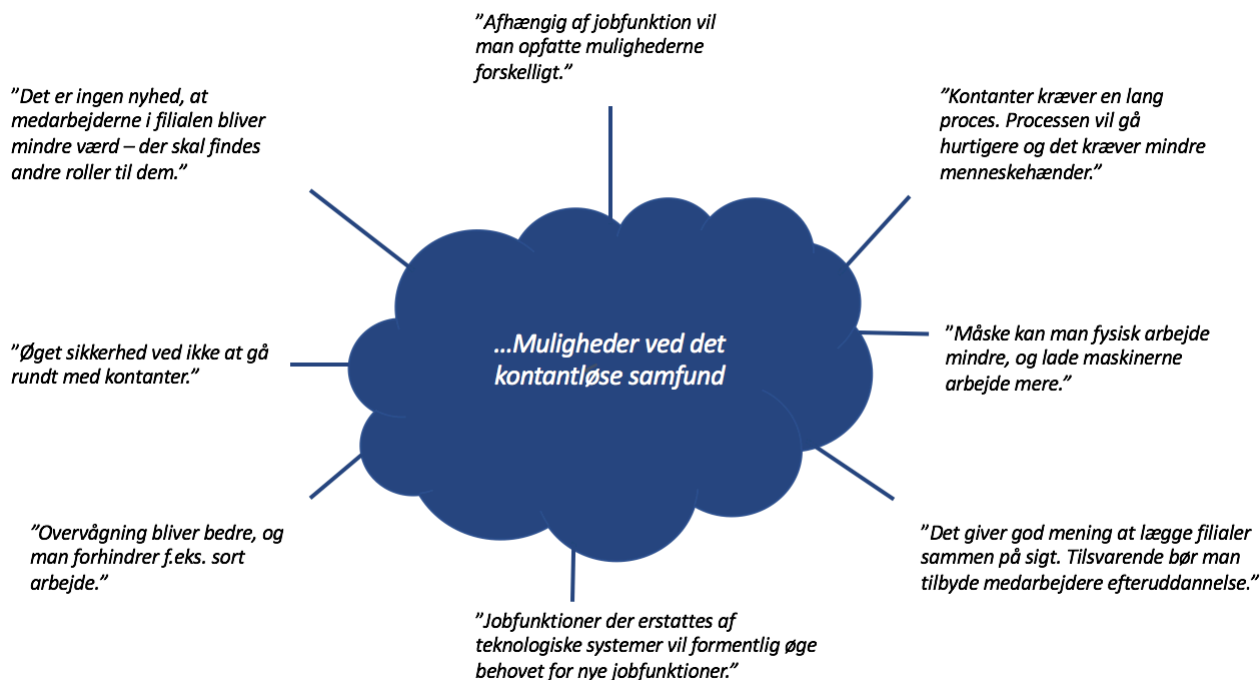 ”Afhængig af jobfunktion vil
man opfatte mulighederne
forskelligt.”
”Det er ingen nyhed, at
medarbejderne i filialen bliver
mindre værd – der skal findes
andre roller til dem.”
”Kontanter kræver en lang
proces. Processen vil gå
hurtigere og det kræver mindre
menneskehænder.”
...Muligheder ved det
kontantløse samfund
”Øget sikkerhed ved ikke at gå
rundt med kontanter.”
”Måske kan man fysisk arbejde
mindre, og lade maskinerne
arbejde mere.”
”Overvågning bliver bedre, og
man forhindrer f.eks. sort
arbejde.”
”Det giver god mening at lægge filialer
sammen på sigt. Tilsvarende bør man
tilbyde medarbejdere efteruddannelse.”
”Jobfunktioner der erstattes af
teknologiske systemer vil formentlig øge
behovet for nye jobfunktioner.”